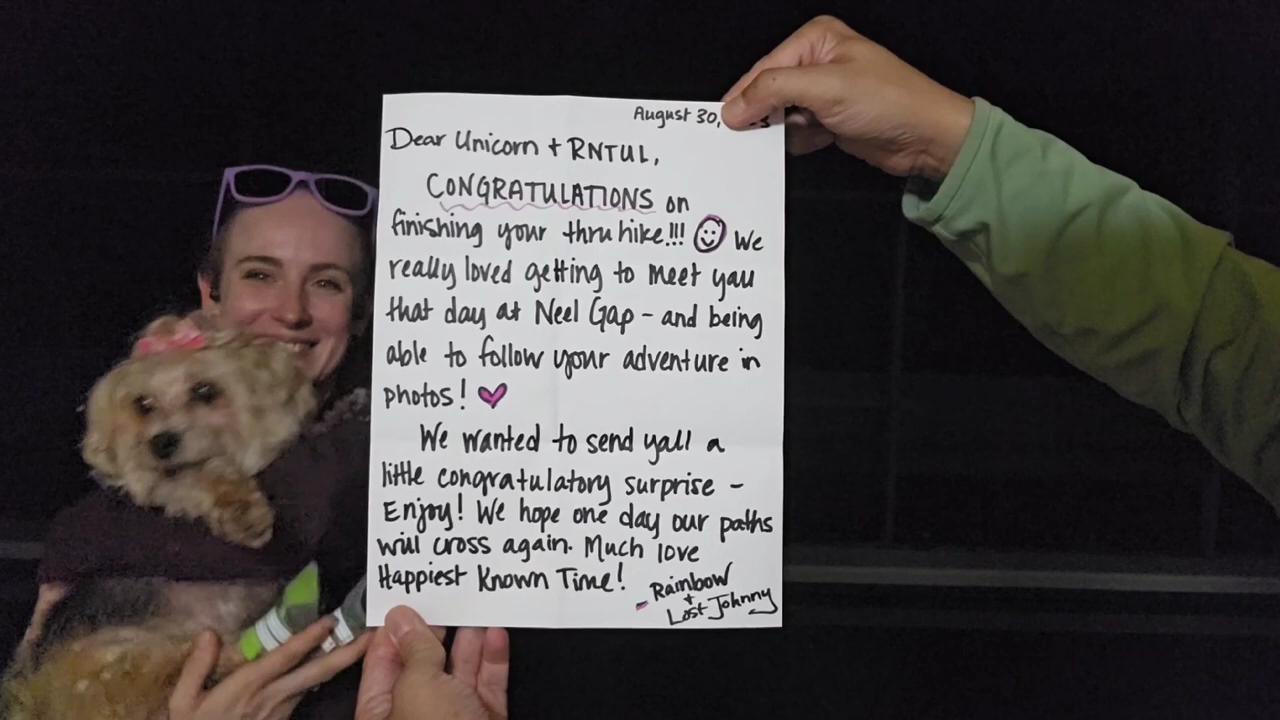 August 30,
Dear Unicorn + RNTUL,
CONGRATULATIONS on
finishing your thru hike!!! We
really loved getting to meet you
that day at Neel Gap - and being
able to follow your adventure in
photos!
We wanted to send yall a
little congratulatory surprise -
Enjoy! We hope one day our paths
will cross again. Much love
Happiest Known Time!
- Rainbow
+
Lost Johnny